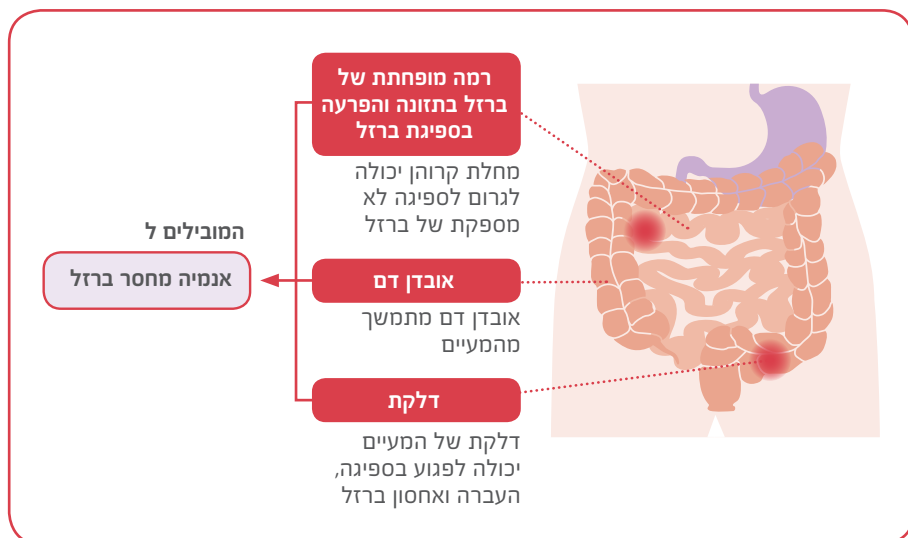 רמה מופחתת של
ברזל בתזונה והפרעה
בספיגת ברזל
מחלת קרוהן יכולה
לגרום לספיגה לא
מספקת של ברזל
אובדן דם
אובדן דם מתמשך
מהמעיים
דלקת
דלקת של המעיים
יכולה לפגוע בספיגה,
העברה ואחסון ברזל
המובילים ל
אנמיה מחסר ברזל